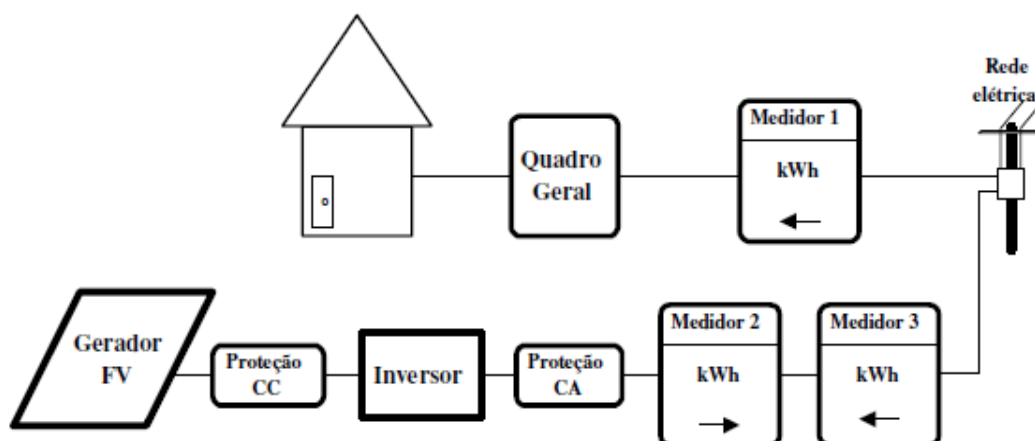 Rede
elétrica
Medidor 1
kWh
Quadro
Geral
Gerador
FV
Proteção
CC
Inversor
Proteção
CA
Medidor 2
kWh
Medidor 3
kWh